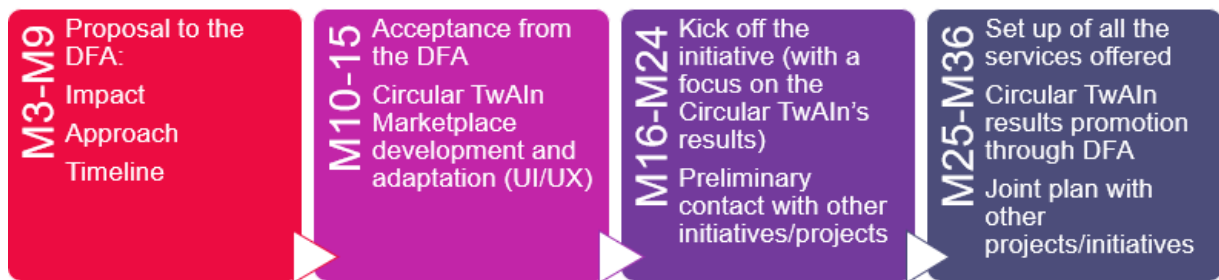 M3-M9
Proposal to the
DFA:
Impact
Approach
Timeline
M10-15
Acceptance from
the DFA
Circular TwAIn
Marketplace
development and
adaptation (UI/UX)
M16-M24
Kick off the
initiative (with a
focus on the
Circular TwAIn's
results)
Preliminary
contact with other
initiatives/projects
M25-M36
Set up of all the
services offered
Circular TwAIn
results promotion
through DFA
Joint plan with
other
projects/initiatives